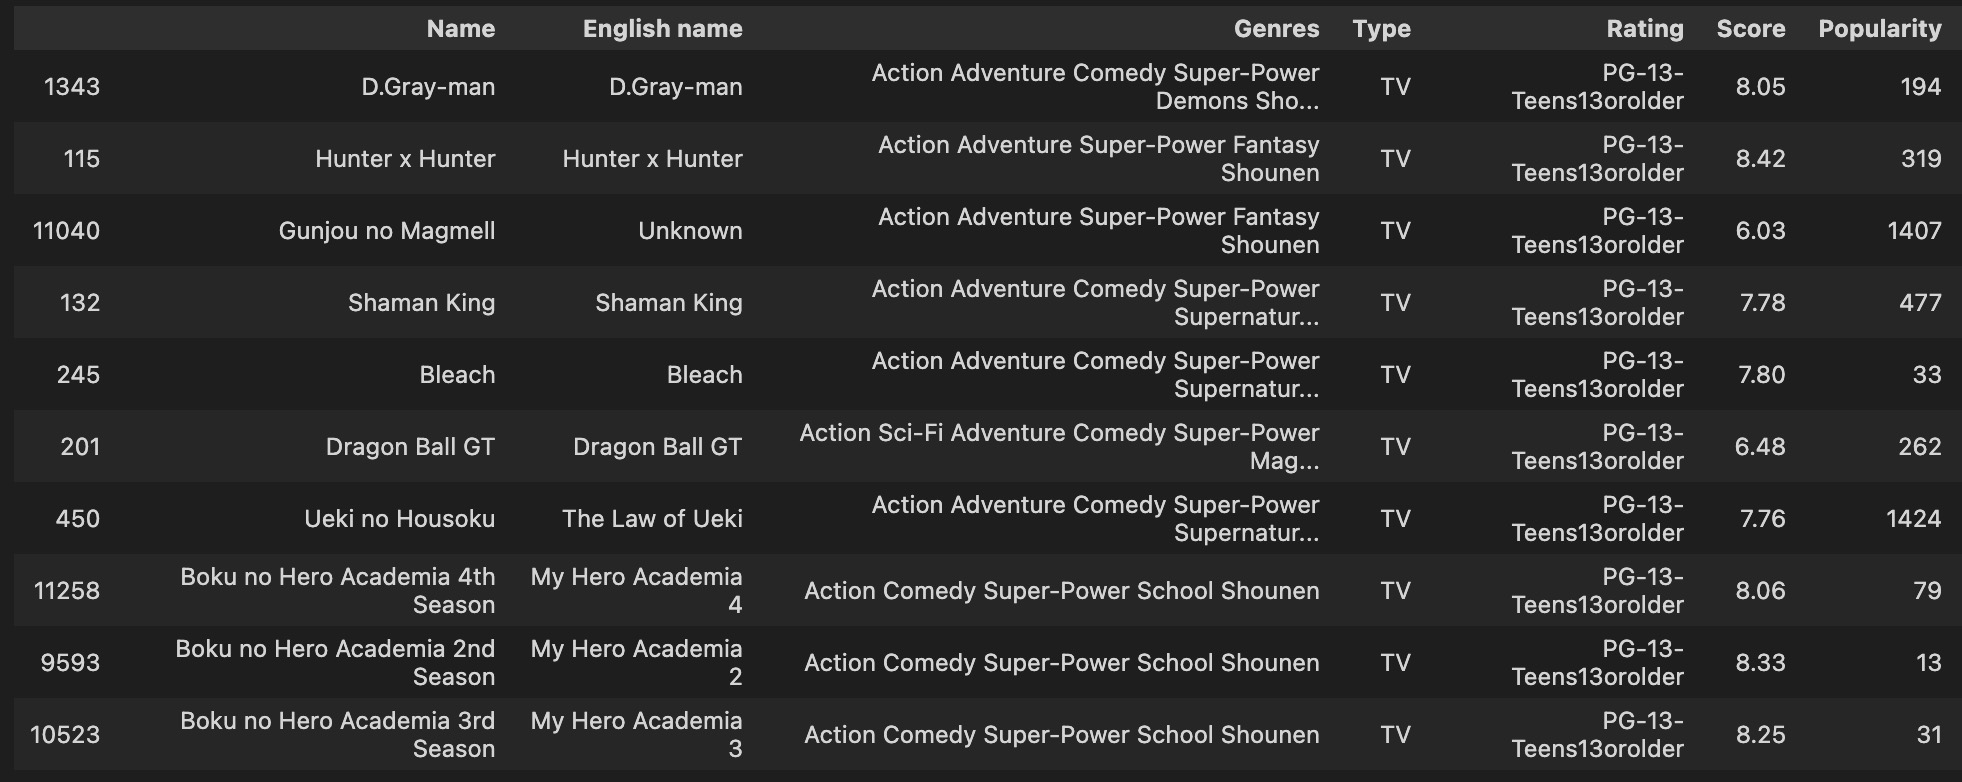 Name English name Genres Type Rating Score Popularity
1343 D.Gray-man D.Gray-man Action Adventure Comedy Super-Power Demons Sho... TV PG-13-Teens13orolder 8.05 194
115 Hunter x Hunter Hunter x Hunter Action Adventure Super-Power Fantasy Shounen TV PG-13-Teens13orolder 8.42 319
11040 Gunjou no Magmell Unknown Action Adventure Super-Power Fantasy Shounen TV PG-13-Teens13orolder 6.03 1407
132 Shaman King Shaman King Action Adventure Comedy Super-Power Supernatur... TV PG-13-Teens13orolder 7.78 477
245 Bleach Bleach Action Adventure Comedy Super-Power Supernatur... TV PG-13-Teens13orolder 7.80 33
201 Dragon Ball GT Dragon Ball GT Action Sci-Fi Adventure Comedy Super-Power Mag... TV PG-13-Teens13orolder 6.48 262
450 Ueki no Housoku The Law of Ueki Action Adventure Comedy Super-Power Supernatur... TV PG-13-Teens13orolder 7.76 1424
11258 Boku no Hero Academia 4th Season My Hero Academia 4 Action Comedy Super-Power School Shounen TV PG-13-Teens13orolder 8.06 79
9593 Boku no Hero Academia 2nd Season My Hero Academia 2 Action Comedy Super-Power School Shounen TV PG-13-Teens13orolder 8.33 13
10523 Boku no Hero Academia 3rd Season My Hero Academia 3 Action Comedy Super-Power School Shounen TV PG-13-Teens13orolder 8.25 31